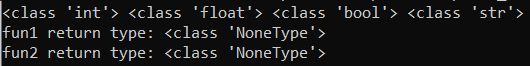 <class 'int'> <class 'float'> <class 'bool'> <class 'str'>
fun1 return type: <class 'NoneType'>
fun2 return type: <class 'NoneType'>